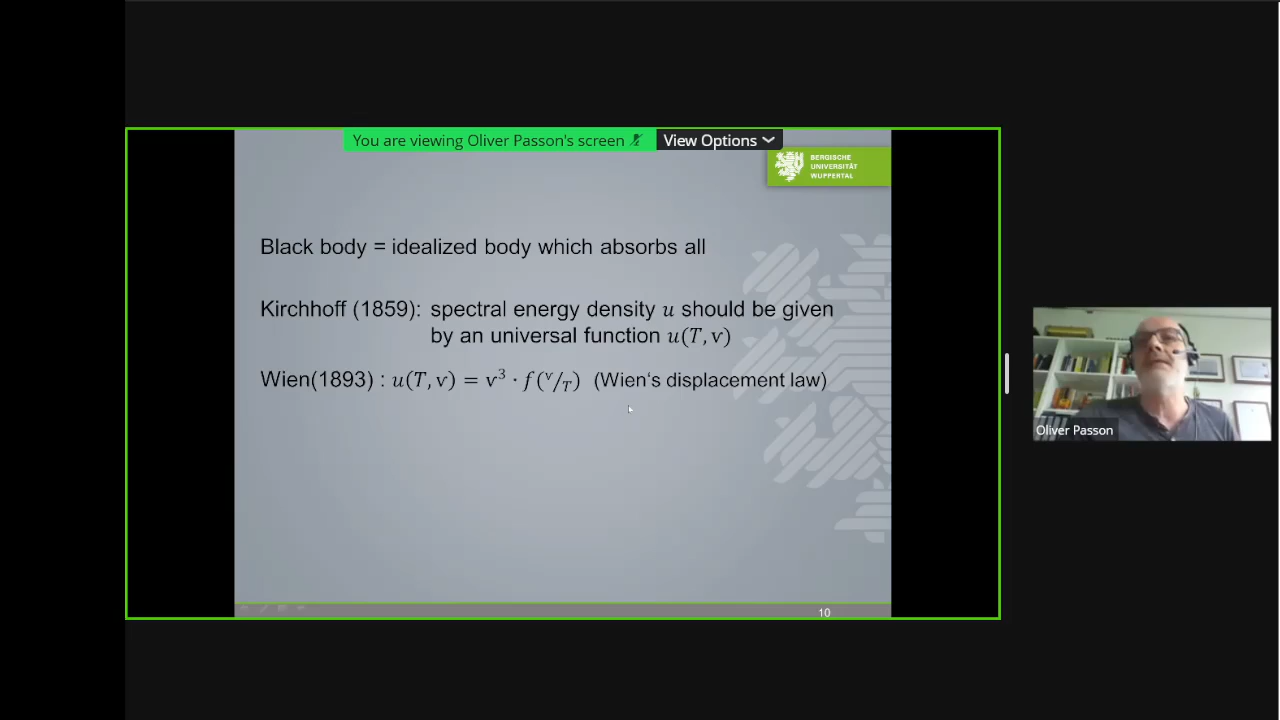 You are viewing Oliver Passon's screen View Options
BERGISCHE
UNIVERSITÄT
WUPPERTAL
Black body = idealized body which absorbs all
Kirchhoff (1859): spectral energy density u should be given
by an universal function u(T, ν)
Wien(1893) : u(T, ν) = ν³ · f(ν/T) (Wien‘s displacement law)
Oliver Passon
10